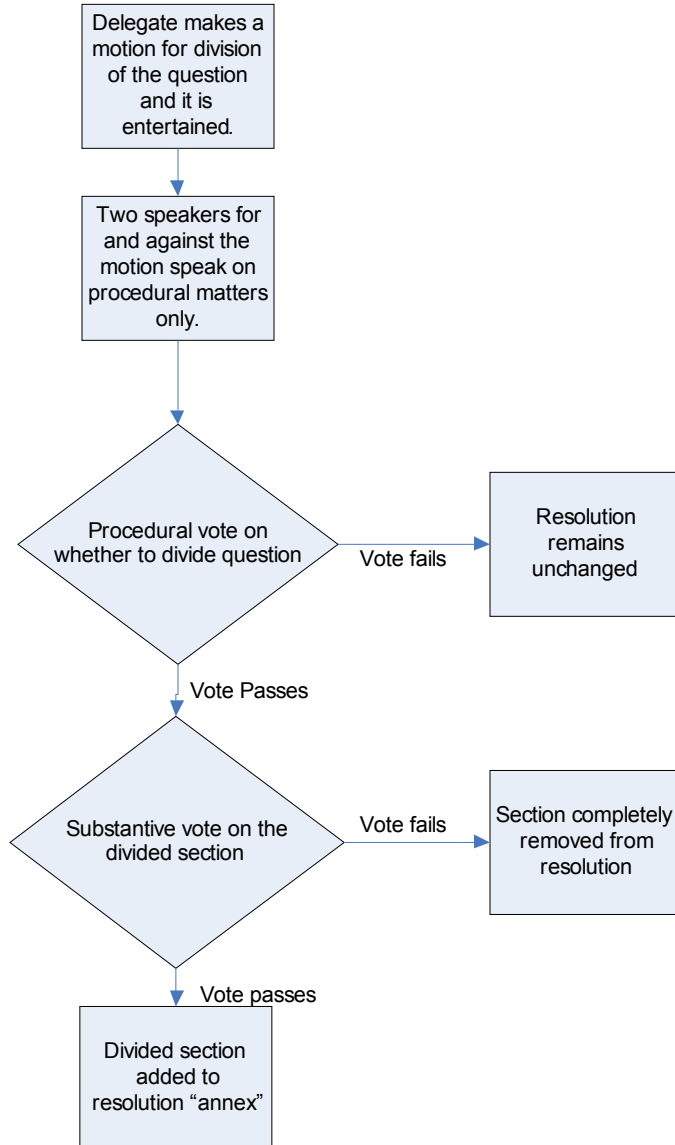 Delegate makes a
motion for division
of the question
and it is
entertained.
Two speakers for
and against the
motion speak on
procedural matters
only.
Procedural vote on
whether to divide question
Vote fails
Resolution
remains
unchanged
Vote Passes
Substantive vote on the
divided section
Vote fails
Section completely
removed from
resolution
Vote passes
Divided section
added to
resolution “annex”